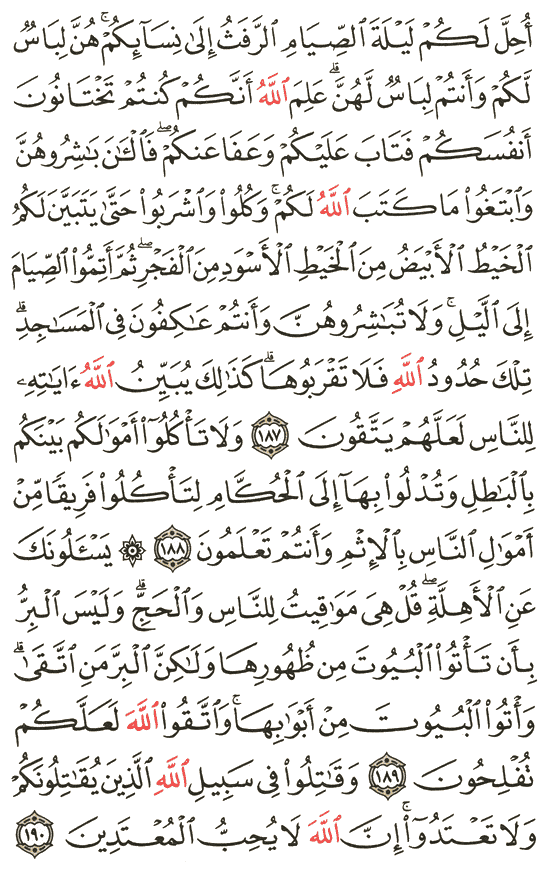 أُحِلَّ لَكُمْ لَيْلَةَ ٱلصِّيَامِ ٱلرَّفَثُ إِلَىٰ نِسَآئِكُمْۚ هُنَّ لِبَاسٌ
لَّكُمْ وَأَنتُمْ لِبَاسٌ لَّهُنَّۗ عَلِمَ ٱللَّهُ أَنَّكُمْ كُنتُمْ تَخْتَانُونَ
أَنفُسَكُمْ فَتَابَ عَلَيْكُمْ وَعَفَا عَنكُمْۖ فَٱلْـَٰٔنَ بَٰشِرُوهُنَّ
وَٱبْتَغُوا۟ مَا كَتَبَ ٱللَّهُ لَكُمْۚ وَكُلُوا۟ وَٱشْرَبُوا۟ حَتَّىٰ يَتَبَيَّنَ لَكُمُ
ٱلْخَيْطُ ٱلْأَبْيَضُ مِنَ ٱلْخَيْطِ ٱلْأَسْوَدِ مِنَ ٱلْفَجْرِۖ ثُمَّ أَتِمُّوا۟ ٱلصِّيَامَ
إِلَى ٱلَّيْلِۚ وَلَا تُبَٰشِرُوهُنَّ وَأَنتُمْ عَٰكِفُونَ فِى ٱلْمَسَٰجِدِۗ
تِلْكَ حُدُودُ ٱللَّهِ فَلَا تَقْرَبُوهَاۗ كَذَٰلِكَ يُبَيِّنُ ٱللَّهُ ءَايَٰتِهِۦ
لِلنَّاسِ لَعَلَّهُمْ يَتَّقُونَ ١٨٧ وَلَا تَأْكُلُوٓا۟ أَمْوَٰلَكُم بَيْنَكُم
بِٱلْبَٰطِلِ وَتُدْلُوا۟ بِهَآ إِلَى ٱلْحُكَّامِ لِتَأْكُلُوا۟ فَرِيقًا مِّنْ
أَمْوَٰلِ ٱلنَّاسِ بِٱلْإِثْمِ وَأَنتُمْ تَعْلَمُونَ ١٨٨ ۞ يَسْـَٔلُونَكَ
عَنِ ٱلْأَهِلَّةِۖ قُلْ هِىَ مَوَٰقِيتُ لِلنَّاسِ وَٱلْحَجِّۗ وَلَيْسَ ٱلْبِرُّ
بِأَن تَأْتُوا۟ ٱلْبُيُوتَ مِن ظُهُورِهَا وَلَٰكِنَّ ٱلْبِرَّ مَنِ ٱتَّقَىٰۗ
وَأْتُوا۟ ٱلْبُيُوتَ مِنْ أَبْوَٰبِهَاۚ وَٱتَّقُوا۟ ٱللَّهَ لَعَلَّكُمْ
تُفْلِحُونَ ١٨٩ وَقَٰتِلُوا۟ فِى سَبِيلِ ٱللَّهِ ٱلَّذِينَ يُقَٰتِلُونَكُمْ
وَلَا تَعْتَدُوٓا۟ۚ إِنَّ ٱللَّهَ لَا يُحِبُّ ٱلْمُعْتَدِينَ ١٩٠